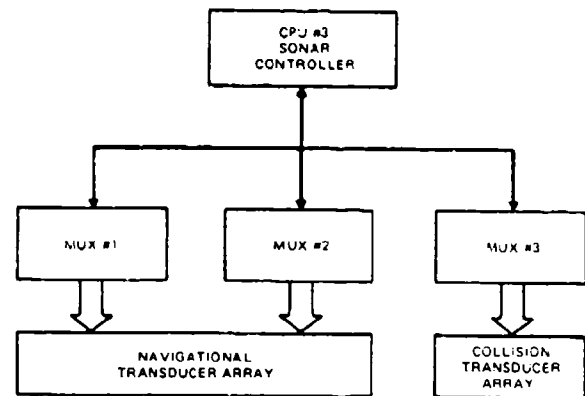 CPU #3
SONAR
CONTROLLER
MUX #1
MUX #2
MUX #3
NAVIGATIONAL
TRANSDUCER ARRAY
COLLISION
TRANSDUCER
ARRAY